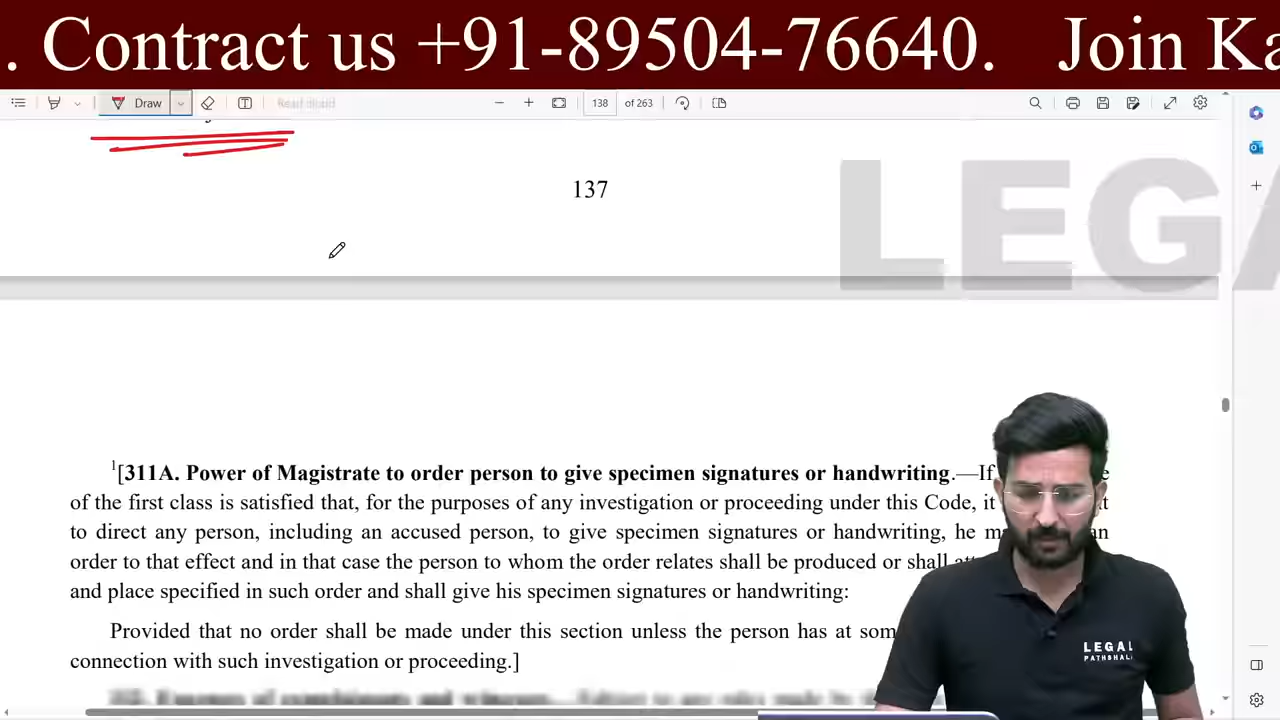 . Contract us +91-89504-76640. Join Ka
Draw
Read aloud
138 of 263
137
LEGA
1[311A. Power of Magistrate to order person to give specimen signatures or handwriting.—If
of the first class is satisfied that, for the purposes of any investigation or proceeding under this Code, it
to direct any person, including an accused person, to give specimen signatures or handwriting, he
order to that effect and in that case the person to whom the order relates shall be produced or shall
and place specified in such order and shall give his specimen signatures or handwriting:
Provided that no order shall be made under this section unless the person has at
connection with such investigation or proceeding.]
LEGAL
PATHSHALA